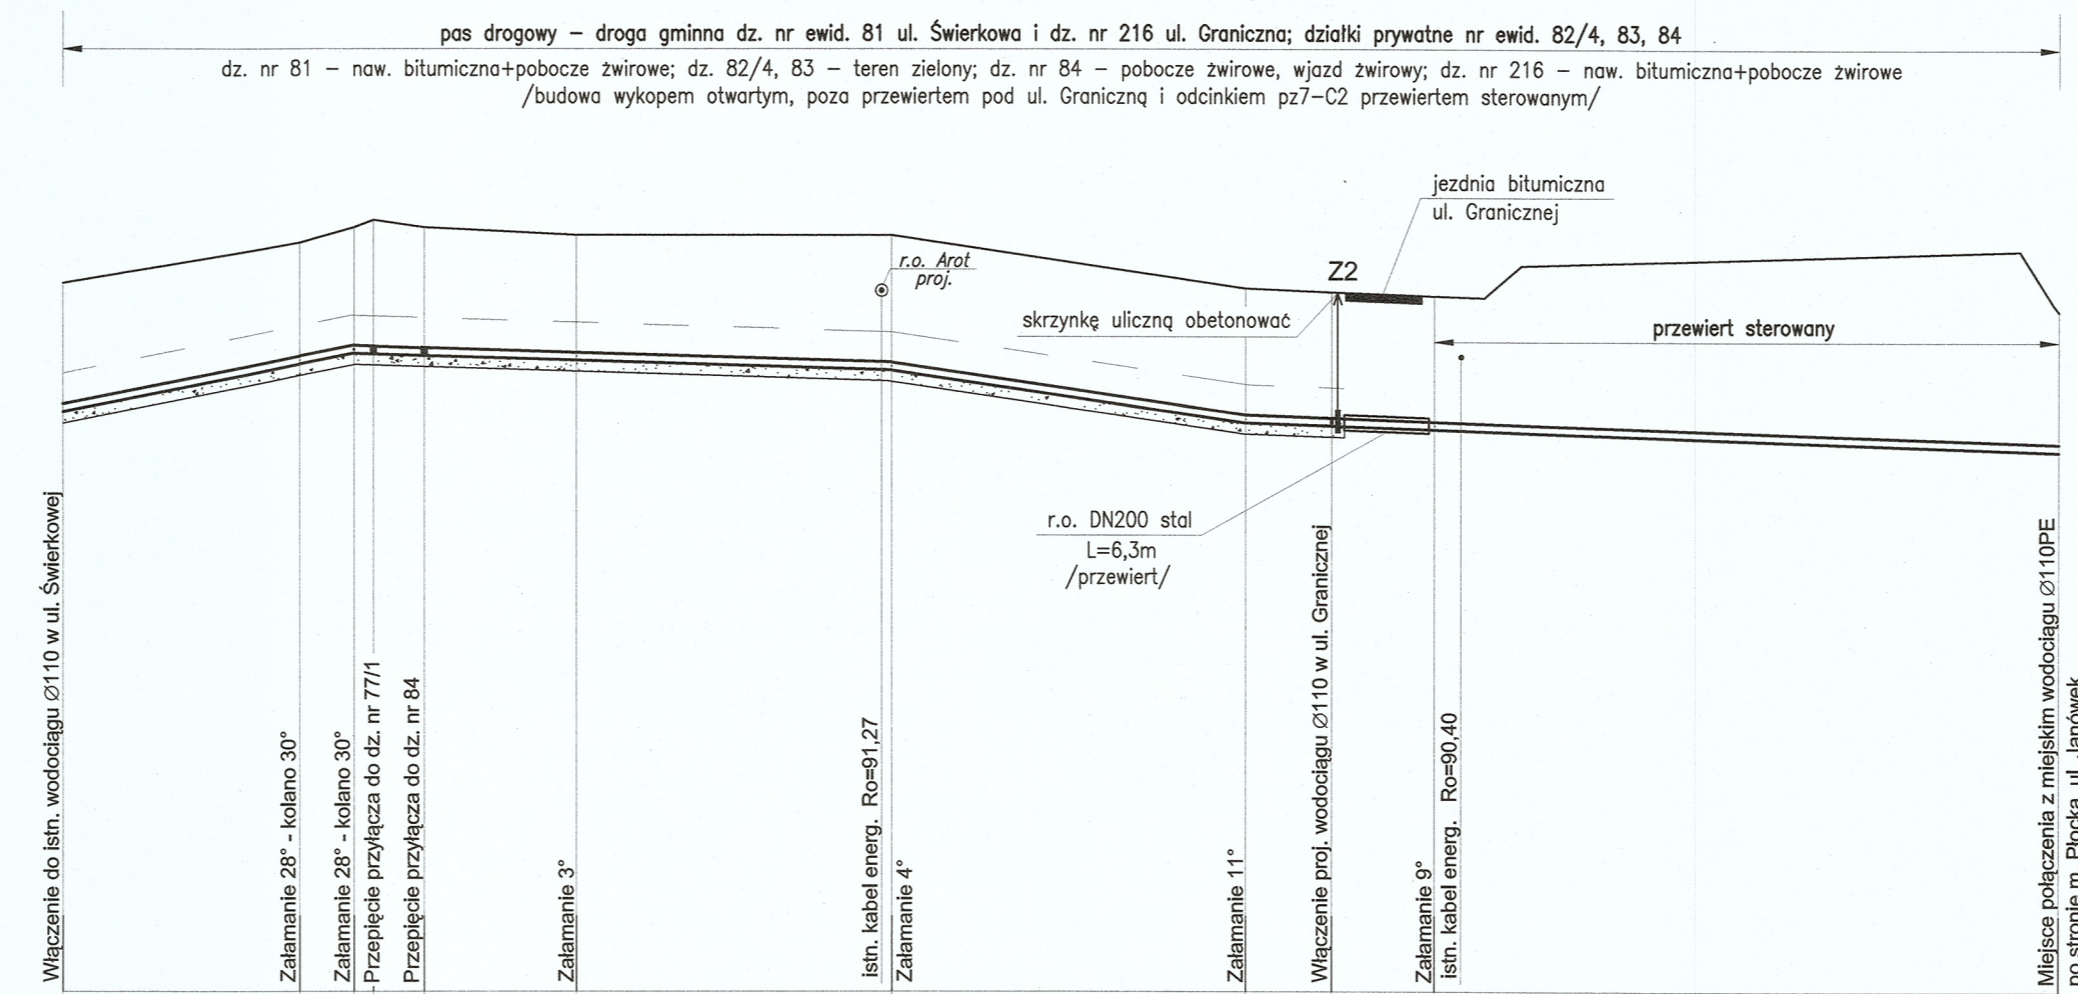 pas drogowy – droga gminna dz. nr ewid. 81 ul. Świerkowa i dz. nr 216 ul. Graniczna; działki prywatne nr ewid. 82/4, 83, 84
dz. nr 81 – naw. bitumiczna+pobocze żwirowe; dz. 82/4, 83 – teren zielony; dz. nr 84 – pobocze żwirowe, wjazd żwirowy; dz. nr 216 – naw. bitumiczna+pobocze żwirowe
/budowa wykopem otwartym, poza przewiertem pod ul. Graniczną i odcinkiem pz7–C2 przewiertem sterowanym/
jezdnia bitumiczna
ul. Granicznej
r.o. Arot
proj.
Z2
skrzynkę uliczną obetonować
przewiert sterowany
r.o. DN200 stal
L=6,3m
/przewiert/
Włączenie do istn. wodociągu Ø110 w ul. Świerkowej
Załamanie 28° - kolano 30°
Załamanie 28° - kolano 30°
Przepięcie przyłącza do dz. nr 77/1
Przepięcie przyłącza do dz. nr 84
Załamanie 3°
istn. kabel energ. Ro=91,27
Załamanie 4°
Załamanie 11°
Włączenie proj. wodociągu Ø110 w ul. Granicznej
Załamanie 9°
istn. kabel energ. Ro=90,40
Miejsce połączenia z miejskim wodociągu Ø110PE
po stronie m. Płocka, ul. Janówek